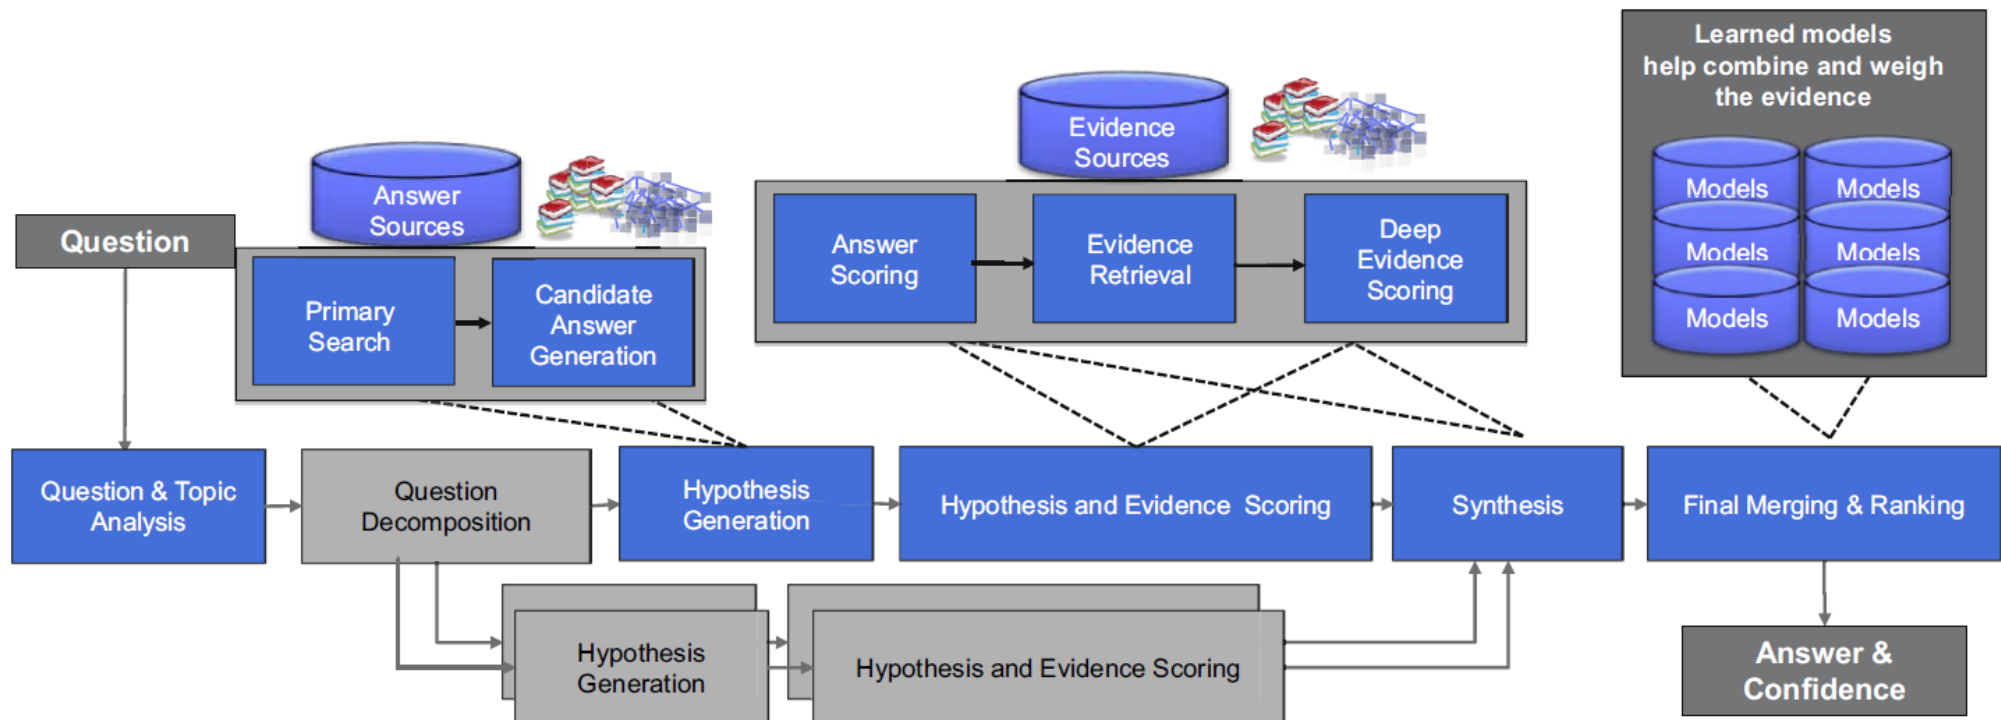 Learned models
help combine and weigh
the evidence
Evidence
Sources
Answer
Sources
Models
Models
Models
Models
Models
Models
Question
Answer
Scoring
Evidence
Retrieval
Deep
Evidence
Scoring
Primary
Search
Candidate
Answer
Generation
Question & Topic
Analysis
Question
Decomposition
Hypothesis
Generation
Hypothesis and Evidence Scoring
Synthesis
Final Merging & Ranking
Hypothesis
Generation
Hypothesis and Evidence Scoring
Answer &
Confidence